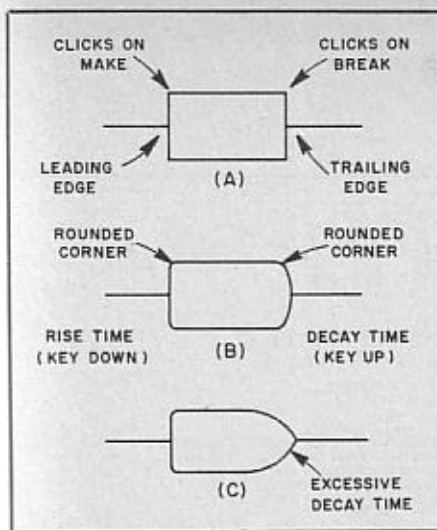 CLICKS ON
MAKE
CLICKS ON
BREAK
LEADING
EDGE
TRAILING
EDGE
(A)
ROUNDED
CORNER
ROUNDED
CORNER
RISE TIME
(KEY DOWN)
DECAY TIME
(KEY UP)
(B)
EXCESSIVE
DECAY TIME
(C)